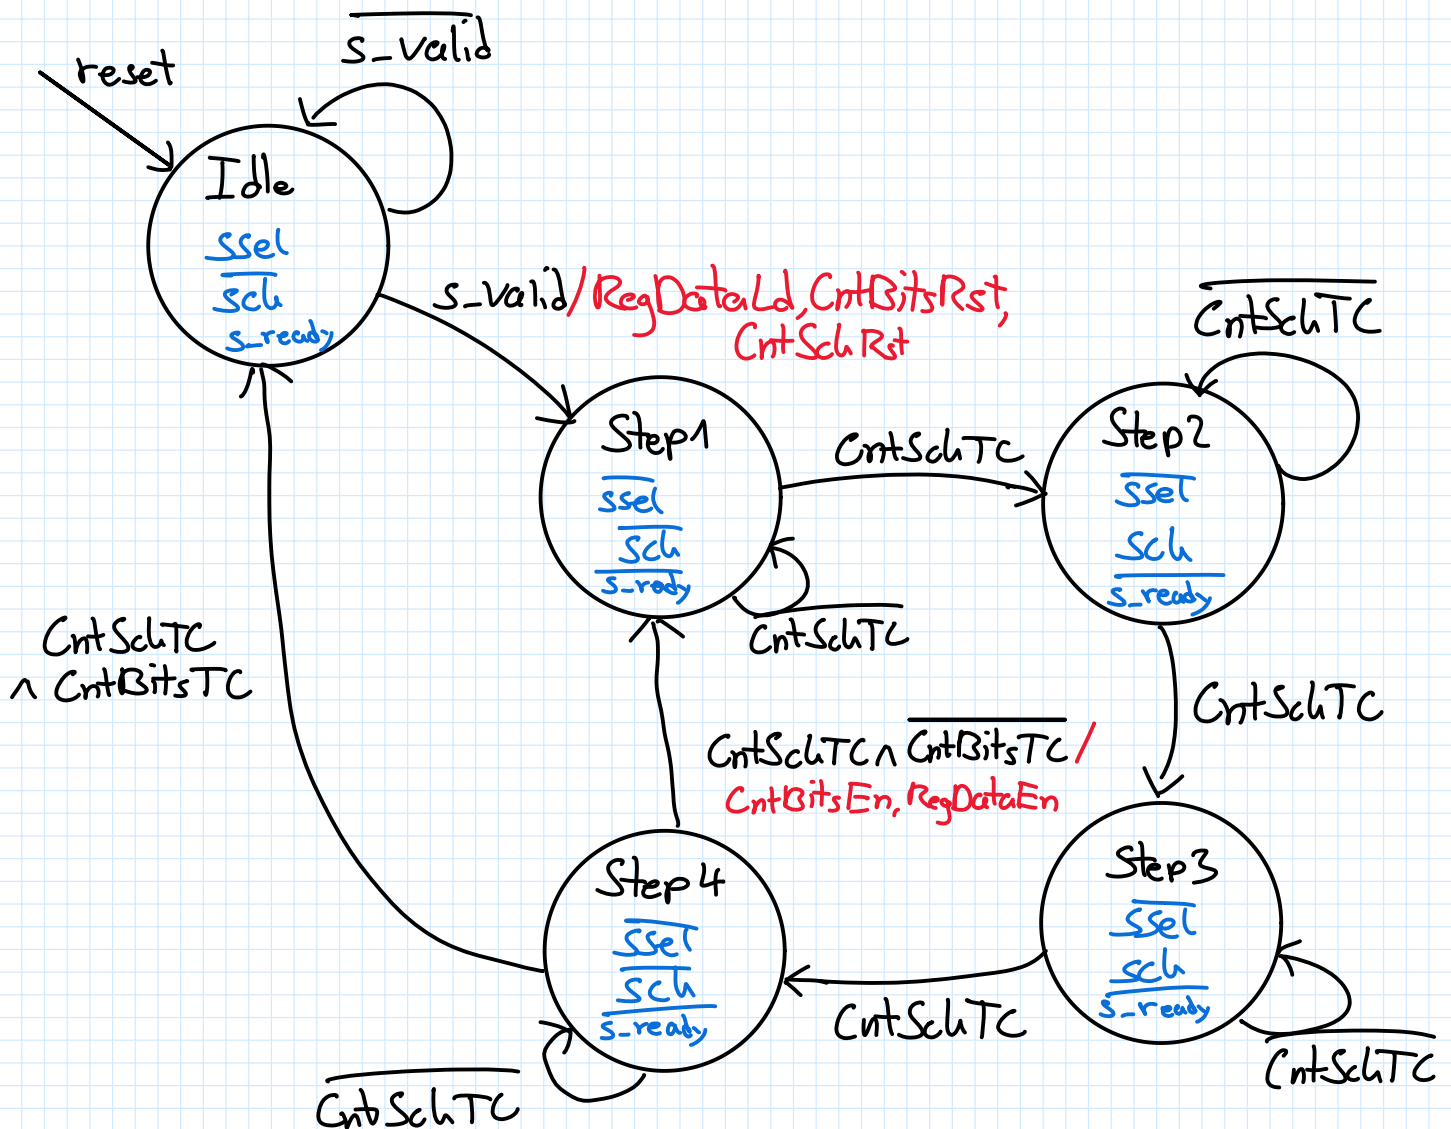 s_valid
reset
Idle
ssel
sch
s_ready
s_valid/RegDataLd, CntBitsRst,
CntSchRst
CntSchTC
Step1
ssel
sch
s_rady
CntSchTC
CntSchTC
Step2
ssel
sch
s_ready
CntSchTC
∧ CntBitsTC
CntSchTC
CntSchTC ∧ CntBitsTC /
CntBitsEn, RegDataEn
Step4
ssel
sch
s_ready
CntSchTC
Step3
ssel
sch
s_ready
CntSchTC
CntSchTC